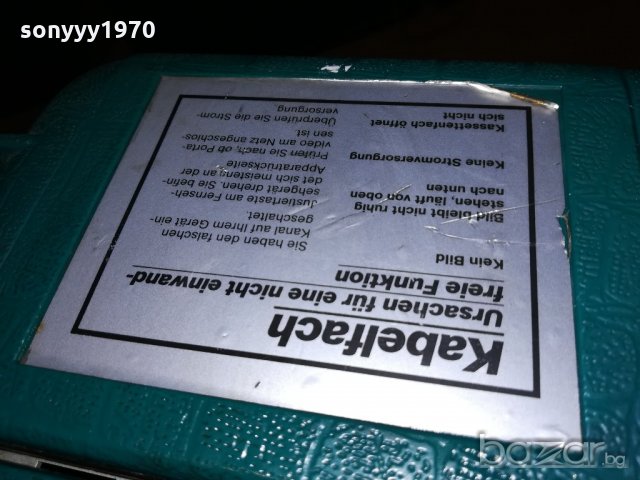 sonyyy1970
Kabelfach
Ursachen für eine nicht einwand-
freie Funktion
Kein Bild
Sie haben den falschen
Kanal auf Ihrem Gerät ein-
geschaltet.
Bild bleibt nicht ruhig
stehen, läuft von oben
nach unten
Justiertaste am Fernseh-
sehgerät drehen. Sie befin-
det sich meistens an der
Apparatrückseite
Keine Stromversorgung
Prüfen Sie nach, ob Porta-
video am Netz angeschlos-
sen ist
Kassettenfach öffnet
sich nicht
Überprüfen Sie die Strom-
versorgung
bazar.bg